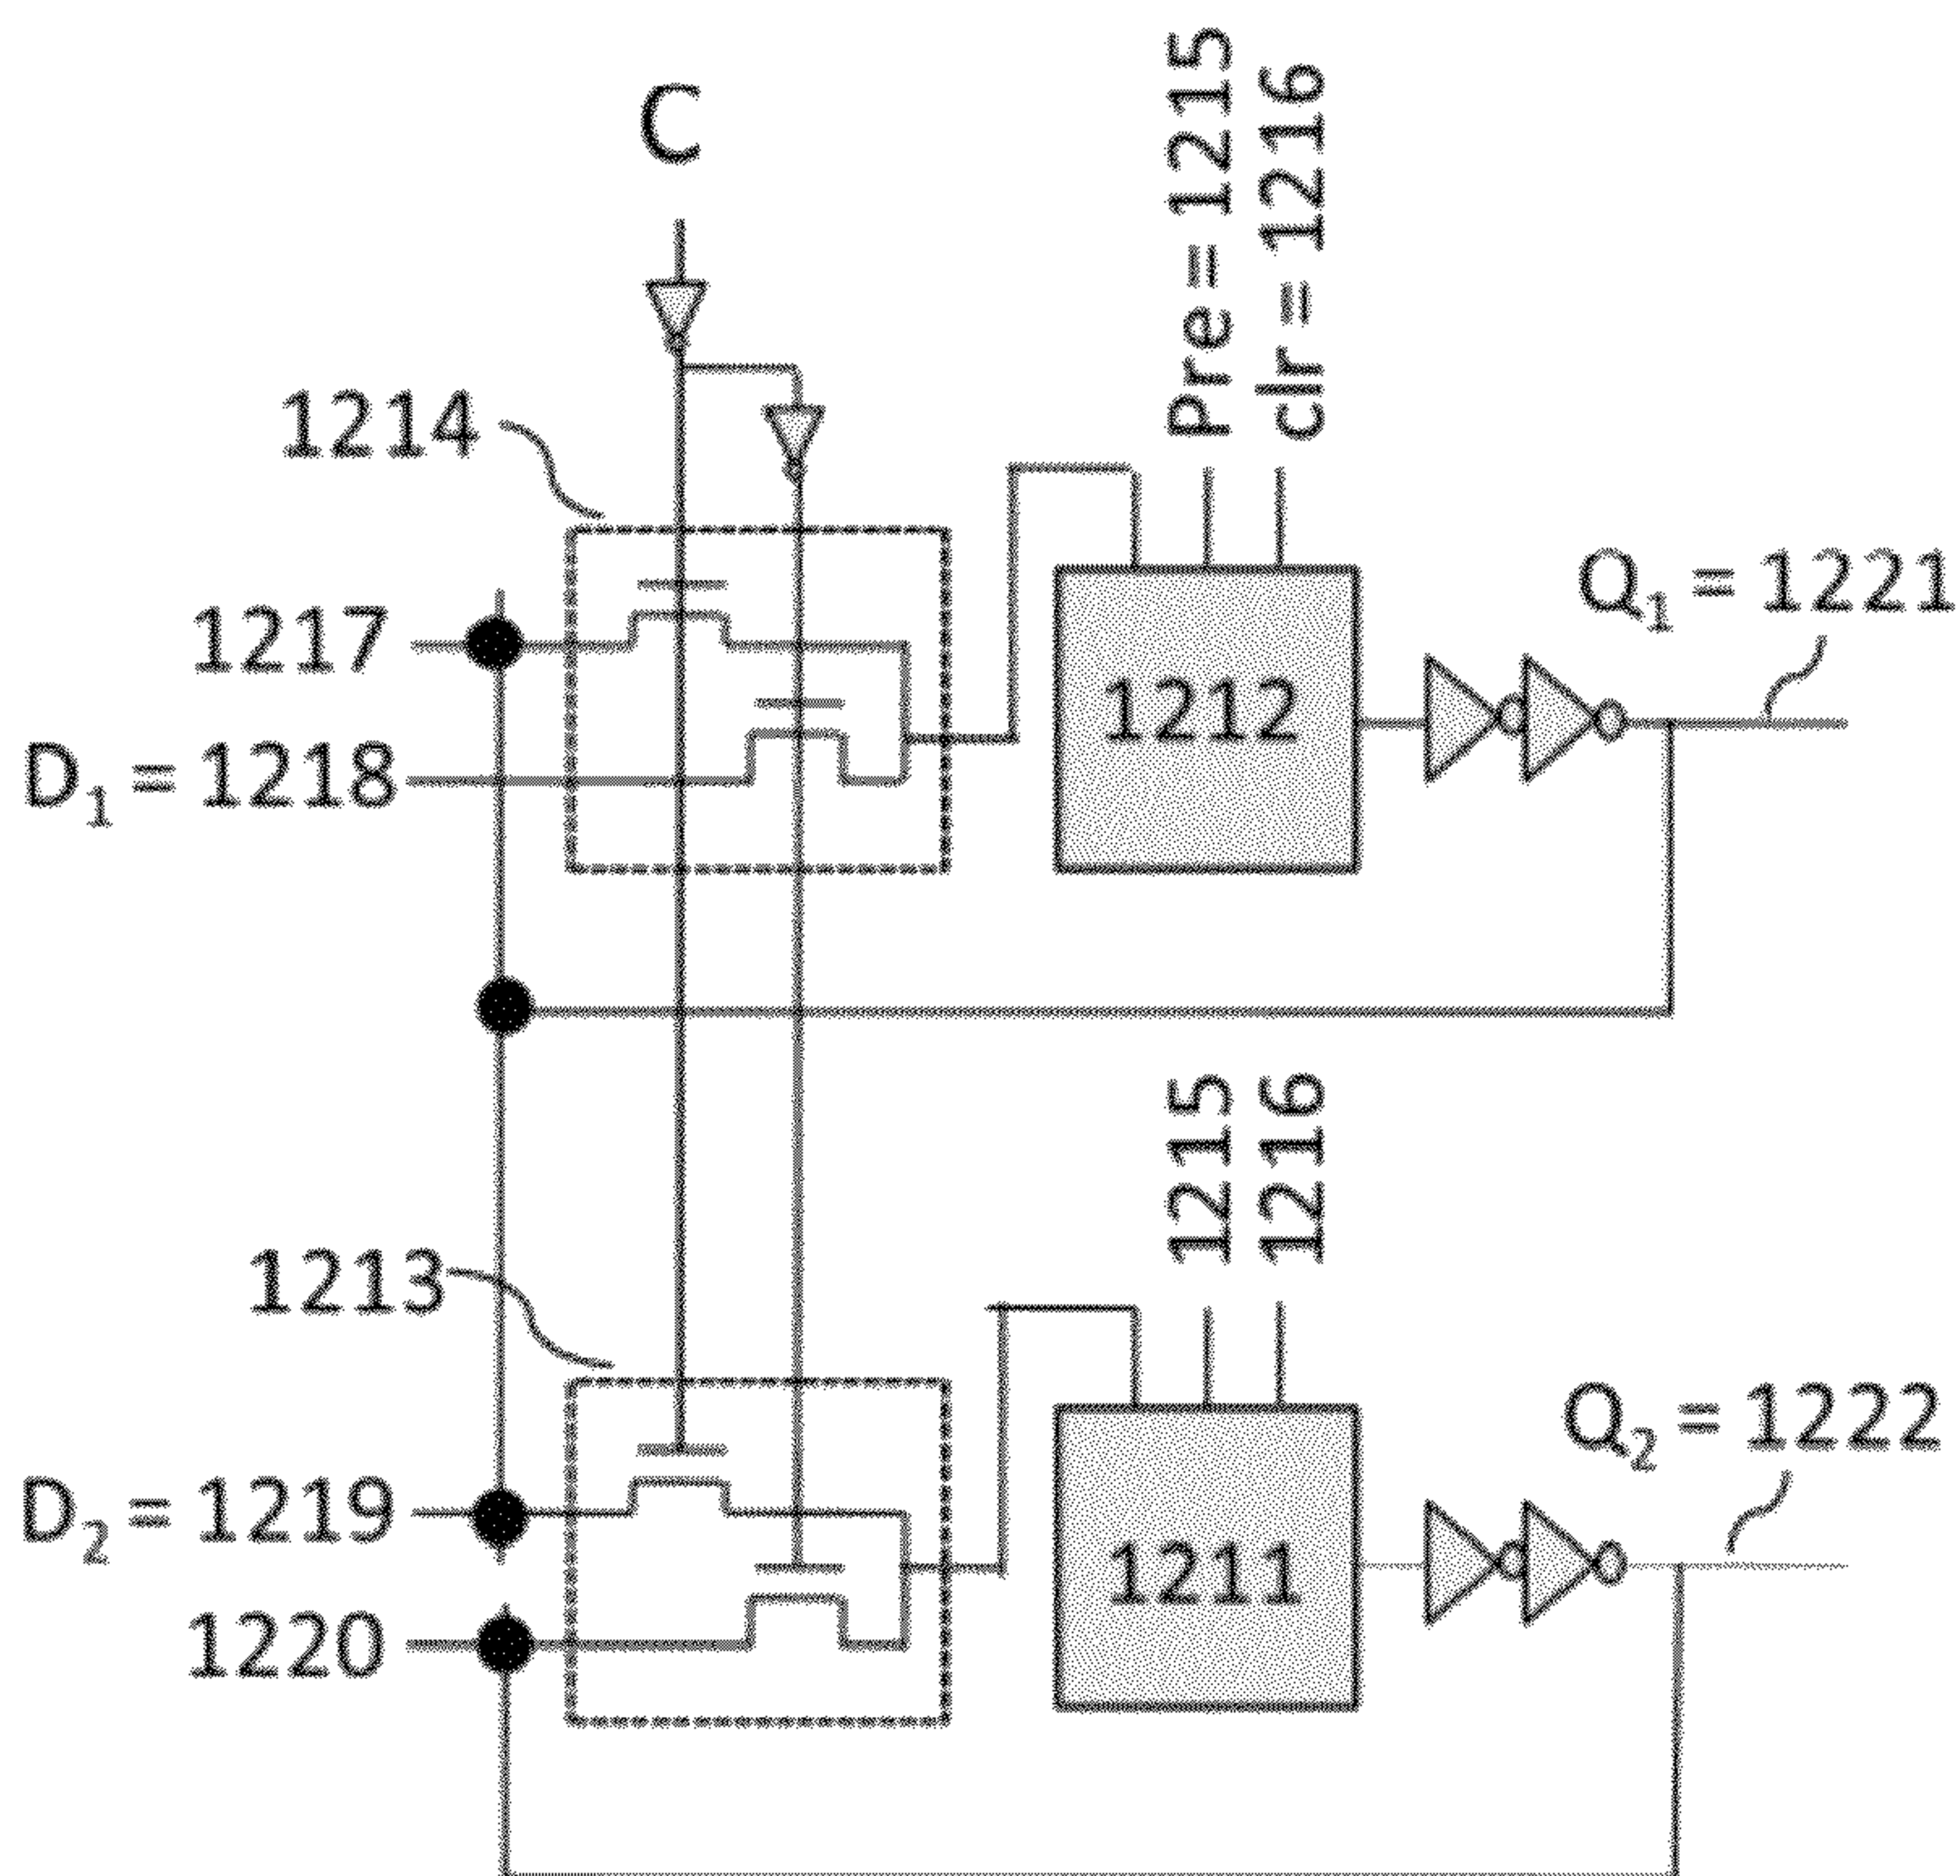 C
Pre = 1215
clr = 1216
1214
Q₁ = 1221
1217
1212
D₁ = 1218
1215
1216
1213
Q₂ = 1222
D₂ = 1219
1211
1220